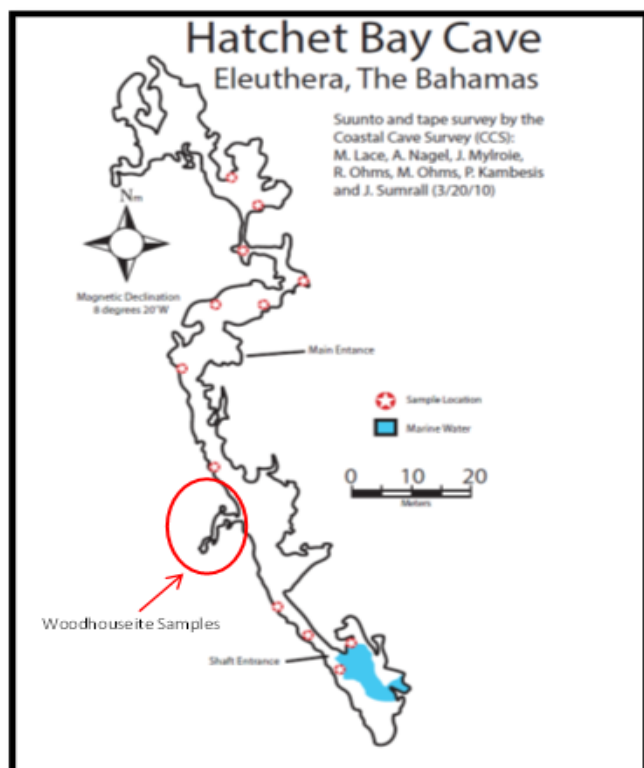 Hatchet Bay Cave
Eleuthera, The Bahamas
Suunto and tape survey by the
Coastal Cave Survey (CCS):
M. Lace, A. Nagel, J. Mylroie,
R. Ohms, M. Ohms, P. Kambesis
and J. Sumrall (3/20/10)
Nm
Magnetic Declination
8 degrees 20'W
Main Entance
Sample Location
Marine Water
0 10 20
Meters
Woodhouseite Samples
Shaft Entrance